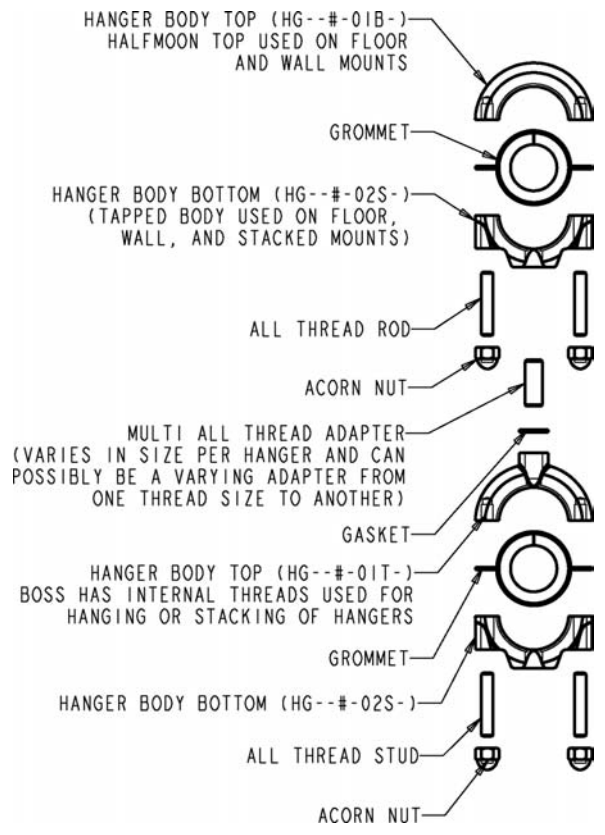 HANGER BODY TOP (HG--#-01B-)
HALFMOON TOP USED ON FLOOR
AND WALL MOUNTS
GROMMET
HANGER BODY BOTTOM (HG--#-02S-)
(TAPPED BODY USED ON FLOOR,
WALL, AND STACKED MOUNTS)
ALL THREAD ROD
ACORN NUT
MULTI ALL THREAD ADAPTER
(VARIES IN SIZE PER HANGER AND CAN
POSSIBLY BE A VARYING ADAPTER FROM
ONE THREAD SIZE TO ANOTHER)
GASKET
HANGER BODY TOP (HG--#-01T-)
BOSS HAS INTERNAL THREADS USED FOR
HANGING OR STACKING OF HANGERS
GROMMET
HANGER BODY BOTTOM (HG--#-02S-)
ALL THREAD STUD
ACORN NUT